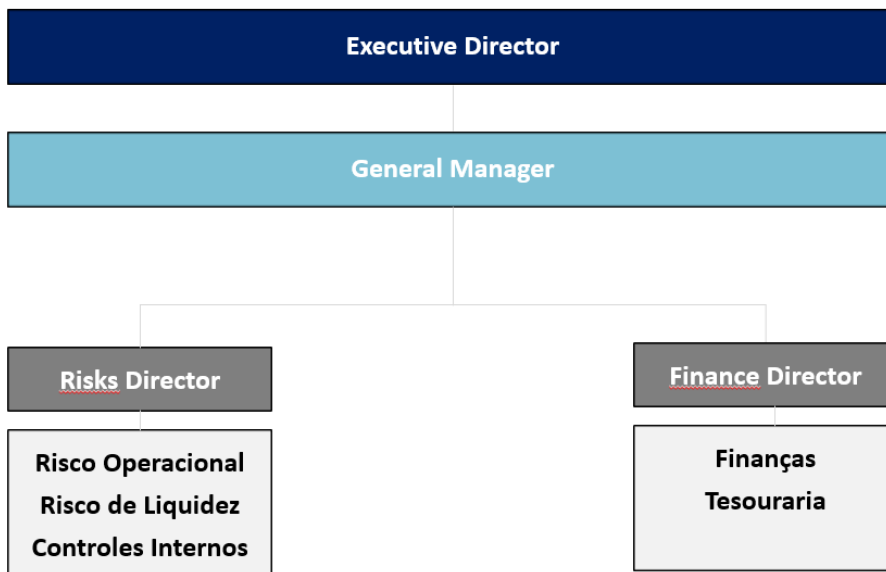 Executive Director
General Manager
Risks Director
Finance Director
Risco Operacional
Risco de Liquidez
Controles Internos
Finanças
Tesouraria